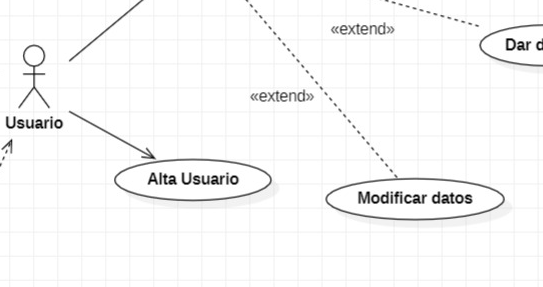 «extend»
Dar d
«extend»
Usuario
Alta Usuario
Modificar datos